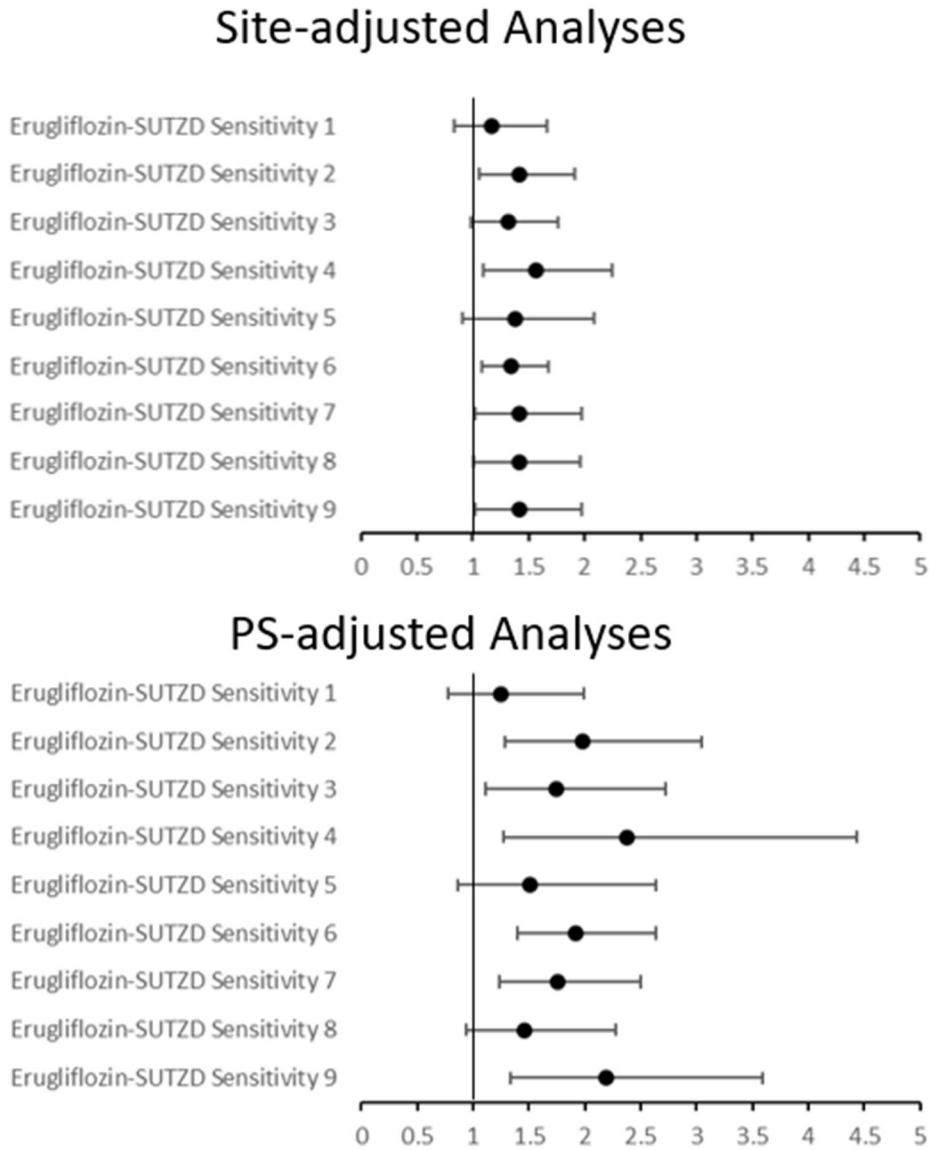 Site-adjusted Analyses
Erugliflozin-SUTZD Sensitivity 1
Erugliflozin-SUTZD Sensitivity 2
Erugliflozin-SUTZD Sensitivity 3
Erugliflozin-SUTZD Sensitivity 4
Erugliflozin-SUTZD Sensitivity 5
Erugliflozin-SUTZD Sensitivity 6
Erugliflozin-SUTZD Sensitivity 7
Erugliflozin-SUTZD Sensitivity 8
Erugliflozin-SUTZD Sensitivity 9
0 0.5 1 1.5 2 2.5 3 3.5 4 4.5 5
PS-adjusted Analyses
Erugliflozin-SUTZD Sensitivity 1
Erugliflozin-SUTZD Sensitivity 2
Erugliflozin-SUTZD Sensitivity 3
Erugliflozin-SUTZD Sensitivity 4
Erugliflozin-SUTZD Sensitivity 5
Erugliflozin-SUTZD Sensitivity 6
Erugliflozin-SUTZD Sensitivity 7
Erugliflozin-SUTZD Sensitivity 8
Erugliflozin-SUTZD Sensitivity 9
0 0.5 1 1.5 2 2.5 3 3.5 4 4.5 5